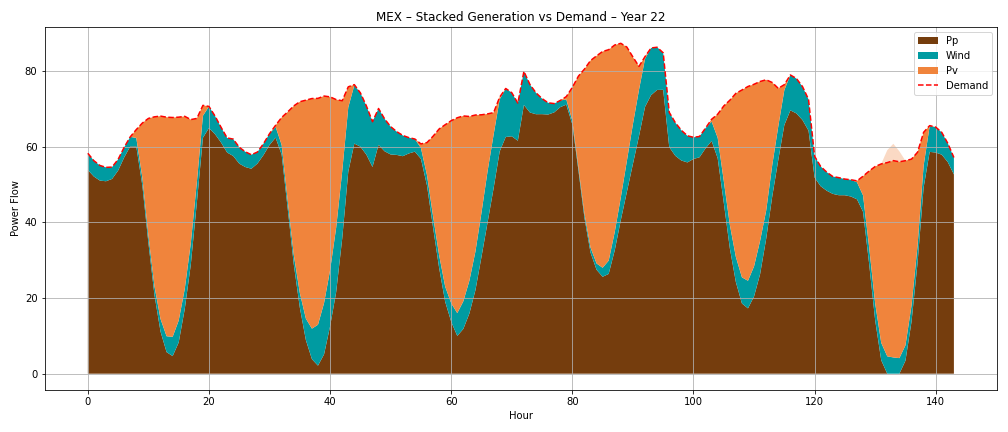 MEX – Stacked Generation vs Demand – Year 22
Pp
Wind
Pv
Demand
Power Flow
80
60
40
20
0
0 20 40 60 80 100 120 140
Hour